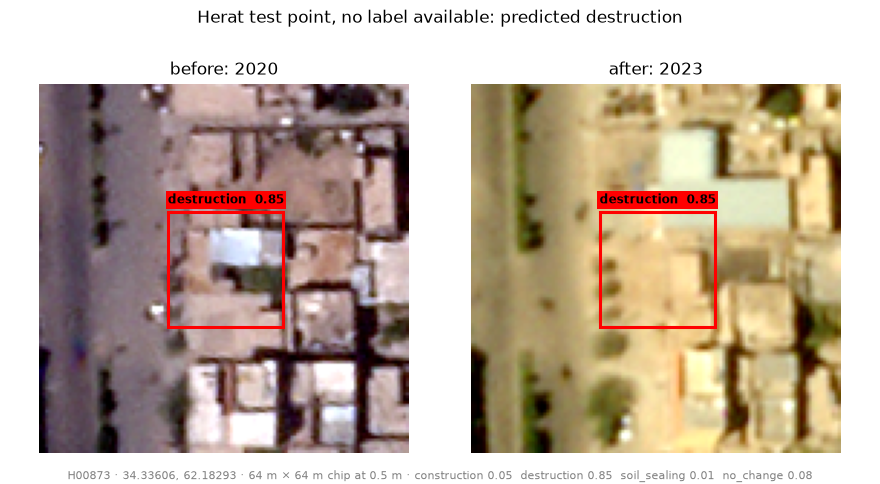 Herat test point, no label available: predicted destruction
before: 2020
after: 2023
destruction 0.85
destruction 0.85
H00873 · 34.33606, 62.18293 · 64 m × 64 m chip at 0.5 m · construction 0.05 destruction 0.85 soil_sealing 0.01 no_change 0.08